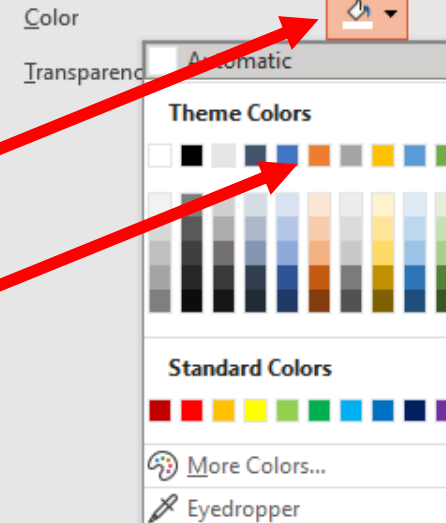 Color
Transparenc
Automatic
Theme Colors
Standard Colors
More Colors...
Eyedropper